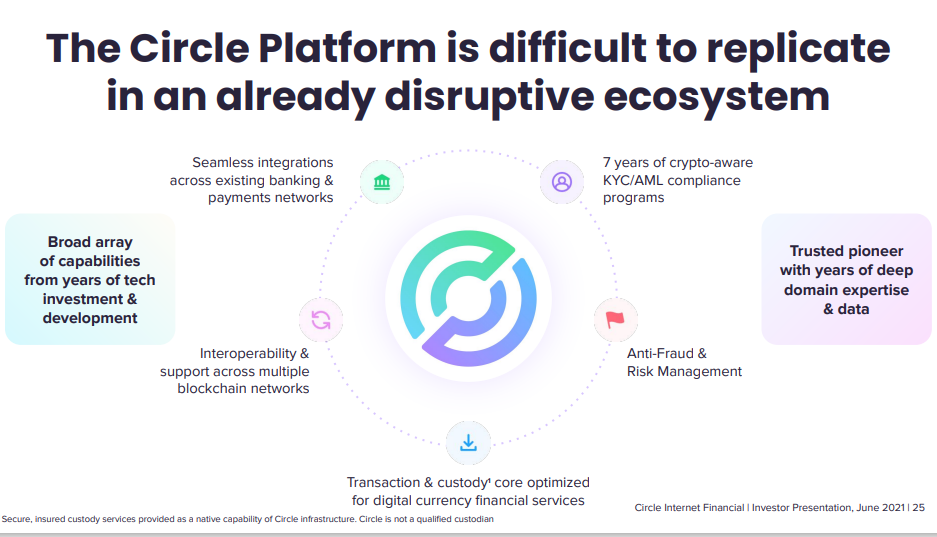 The Circle Platform is difficult to replicate
in an already disruptive ecosystem
Seamless integrations
across existing banking &
payments networks
7 years of crypto-aware
KYC/AML compliance
programs
Broad array
of capabilities
from years of tech
investment &
development
Trusted pioneer
with years of deep
domain expertise
& data
Interoperability &
support across multiple
blockchain networks
Anti-Fraud &
Risk Management
Transaction & custody¹ core optimized
for digital currency financial services
Circle Internet Financial | Investor Presentation, June 2021 | 25
Secure, insured custody services provided as a native capability of Circle infrastructure. Circle is not a qualified custodian